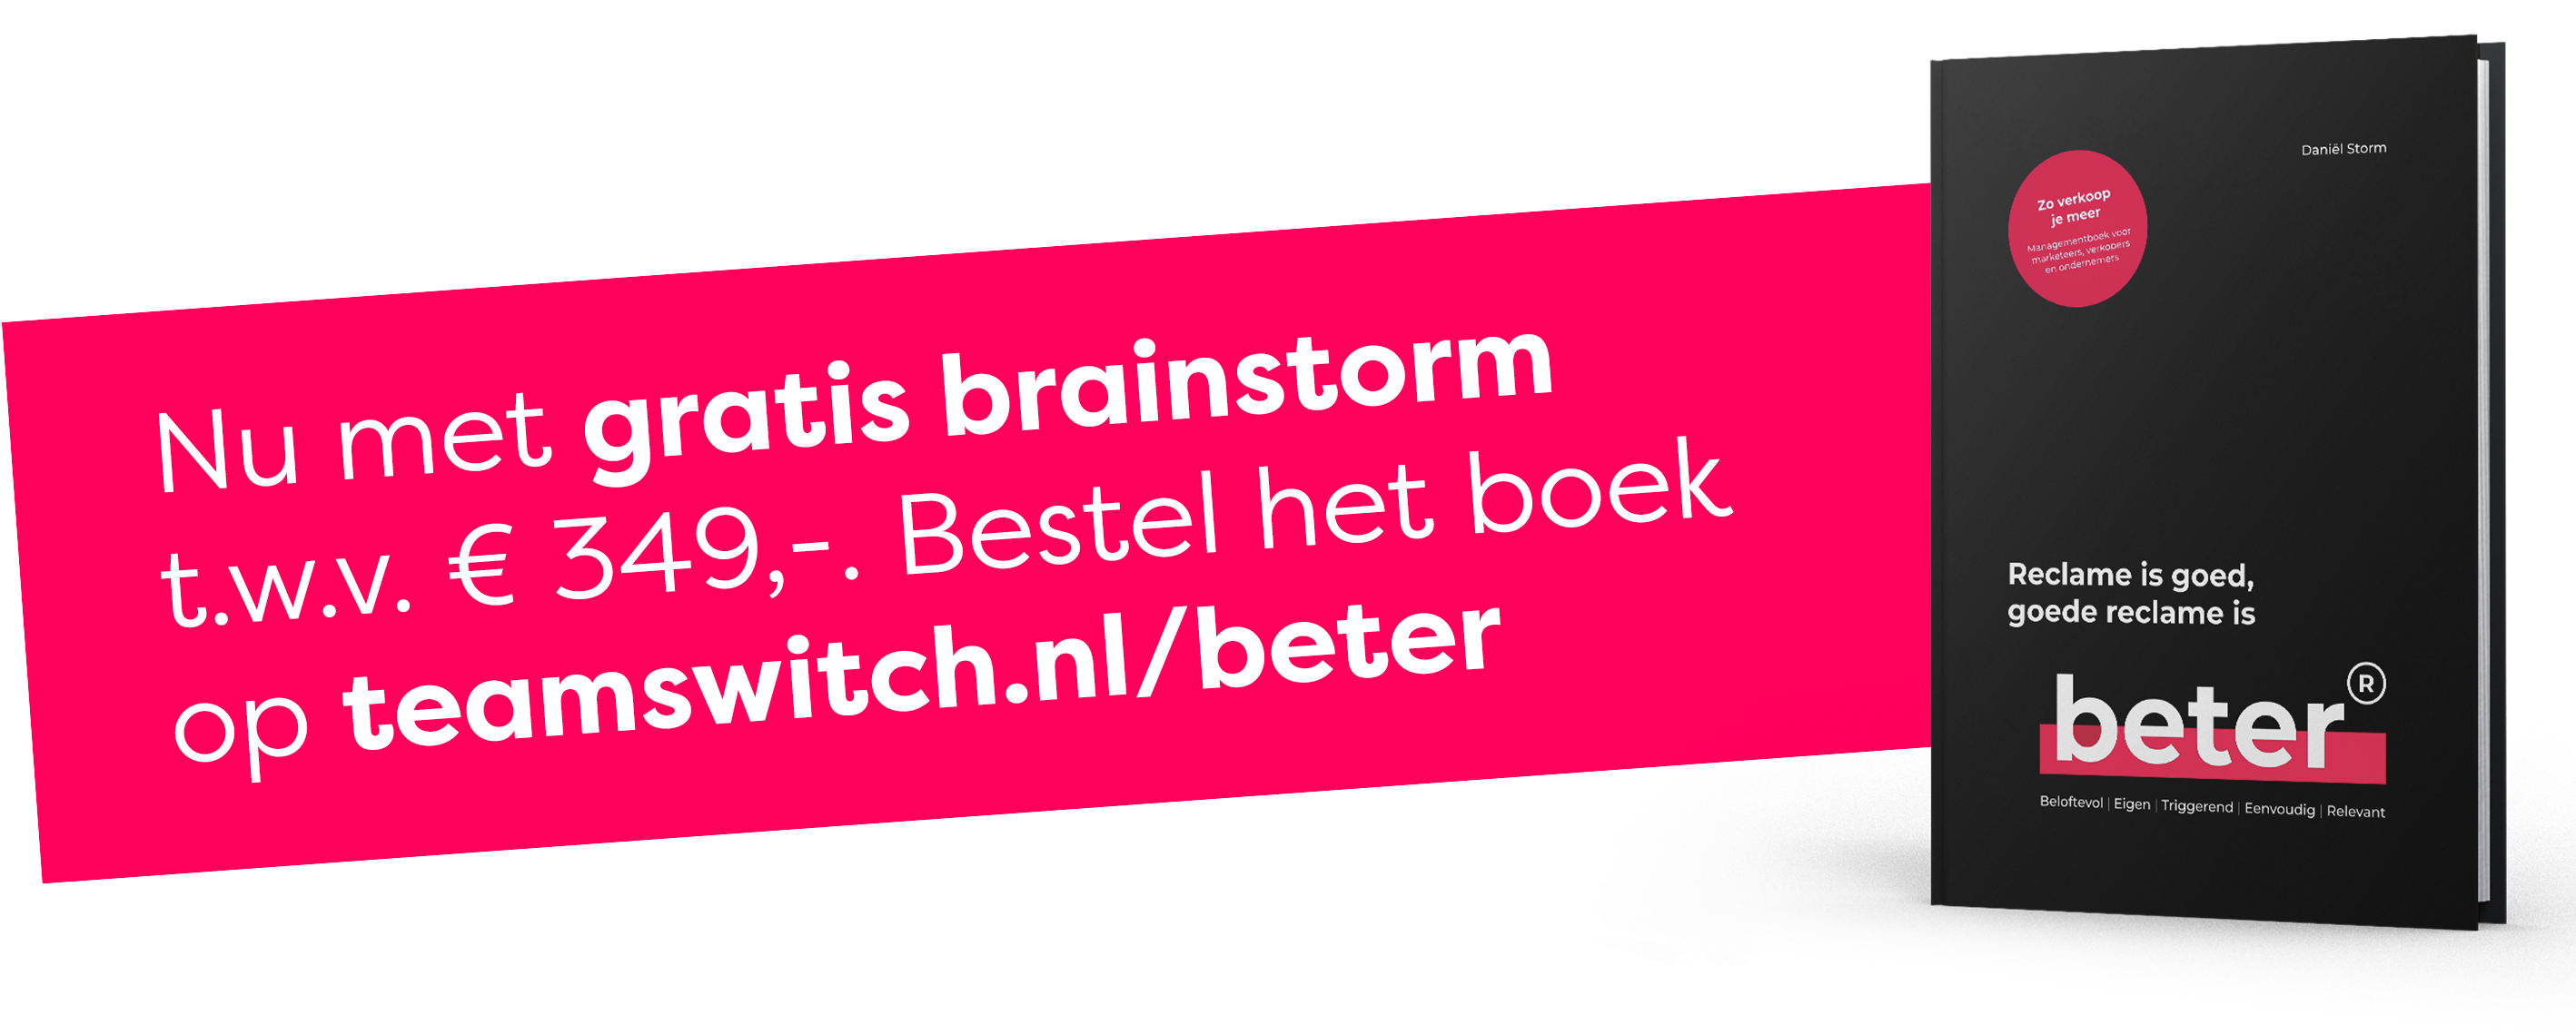 Nu met gratis brainstorm
t.w.v. € 349,-. Bestel het boek
op teamswitch.nl/beter
Daniël Storm
Zo verkoop
je meer
Managementboek voor
marketeers, verkopers
en ondernemers
Reclame is goed,
goede reclame is
beter®
Beloftevol | Eigen | Triggerend | Eenvoudig | Relevant